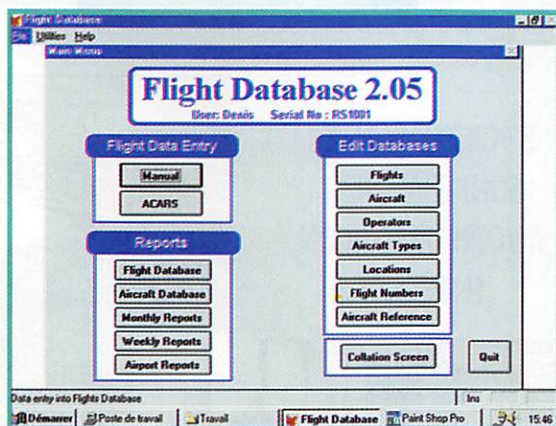 Flight Database
File Utilities Help
Main Menu
Flight Database 2.05
User: Denis Serial No : RS1001
Flight Data Entry
Manual
ACARS
Reports
Flight Database
Aircraft Database
Monthly Reports
Weekly Reports
Airport Reports
Edit Databases
Flights
Aircraft
Operators
Aircraft Types
Locations
Flight Numbers
Aircraft Reference
Collation Screen
Quit
Data entry into Flights Database Ins
Démarrer Poste de travail Travail Flight Database Paint Shop Pro 15:46